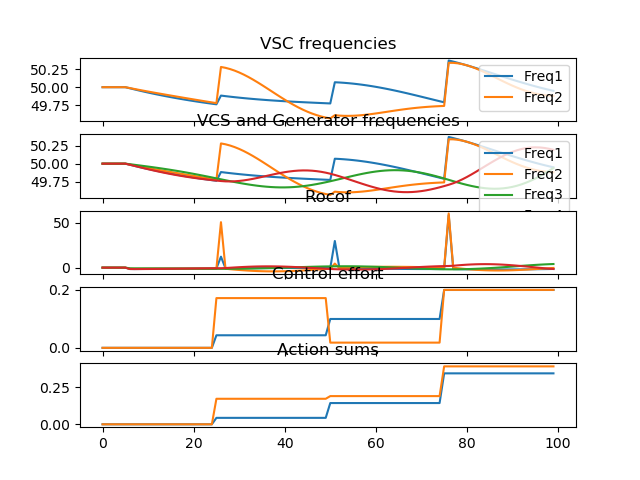 VSC frequencies
50.25
50.00
49.75
Freq1
Freq2
VCS and Generator frequencies
50.25
50.00
49.75
Freq1
Freq2
Freq3
Rocof
50
0
Control effort
0.2
0.0
Action sums
0.25
0.00
0 20 40 60 80 100